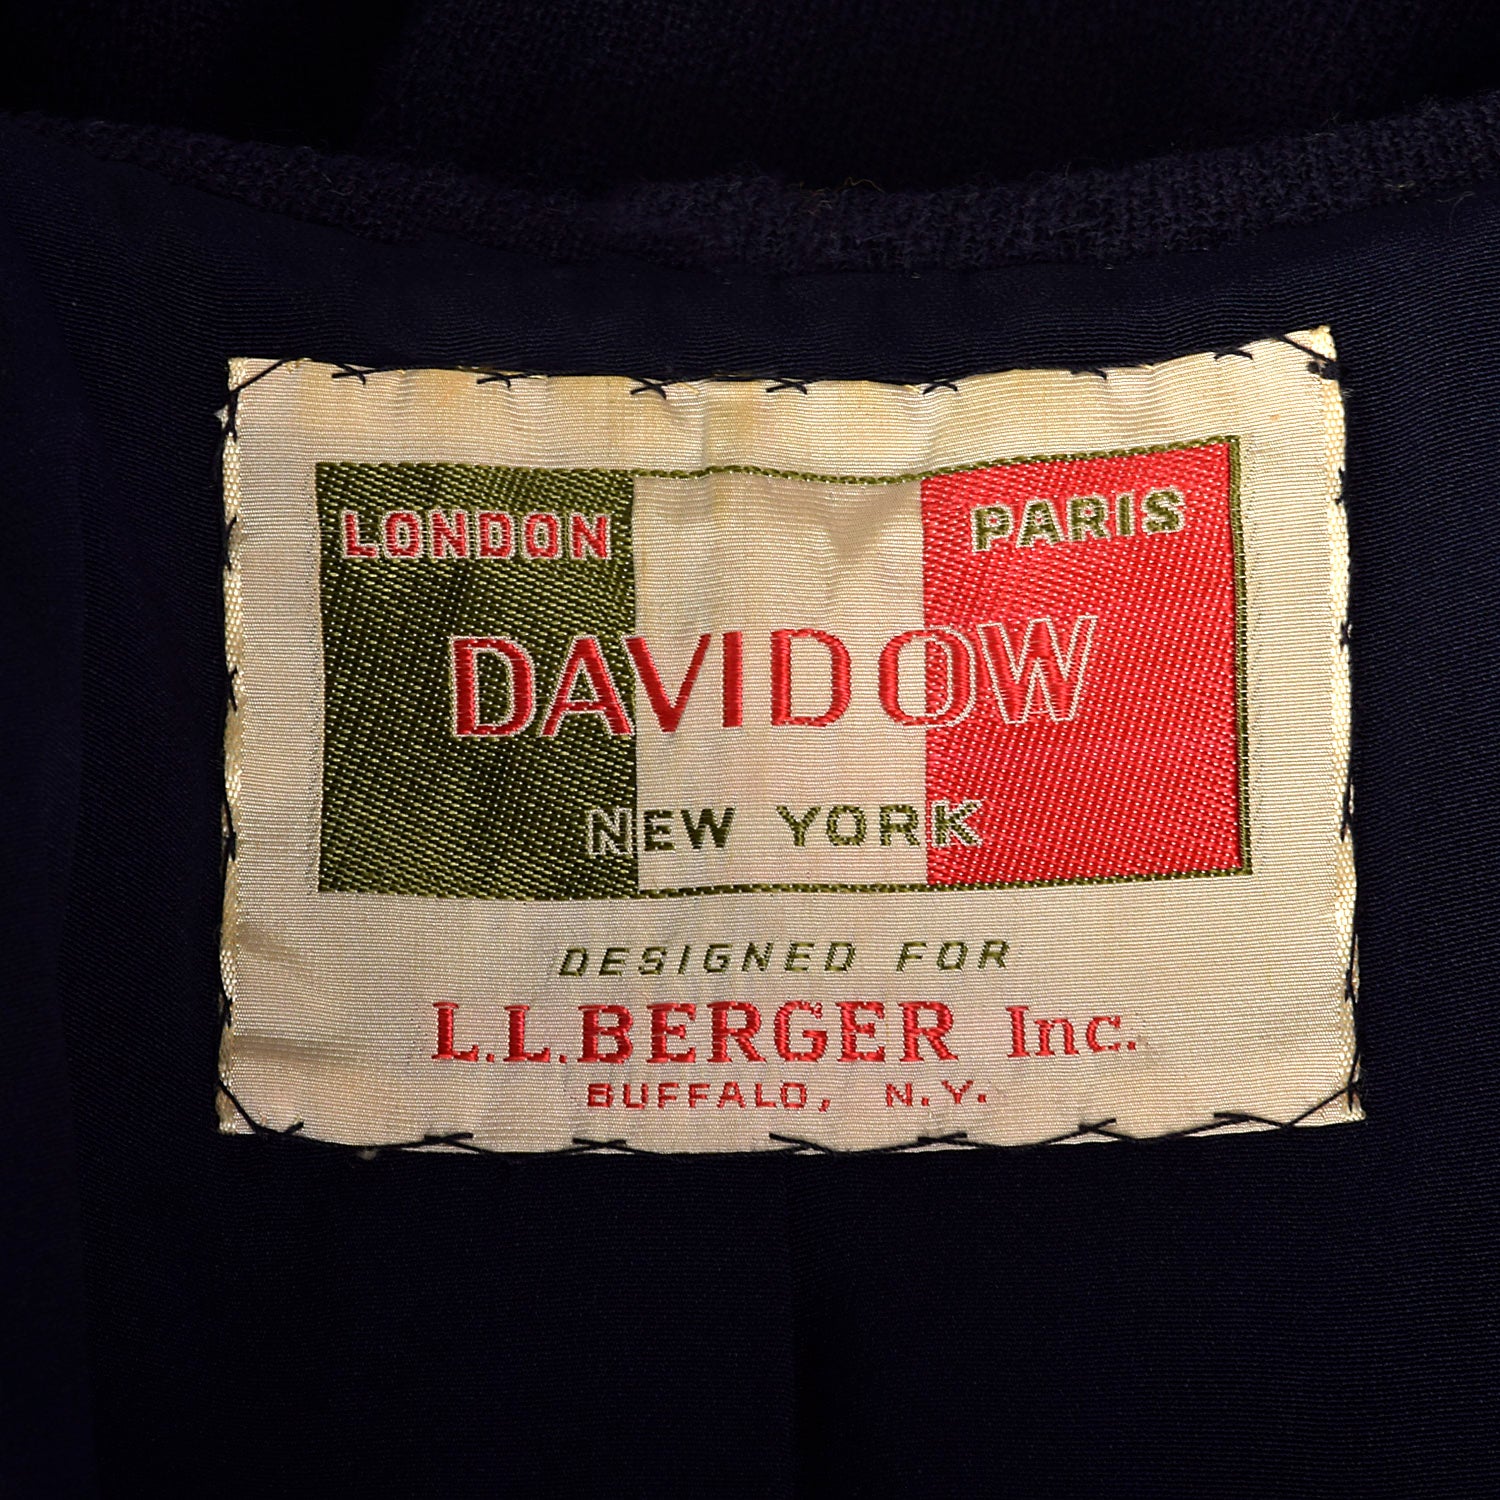 LONDON PARIS
DAVIDOW
NEW YORK
DESIGNED FOR
L.L.BERGER Inc.
BUFFALO, N.Y.